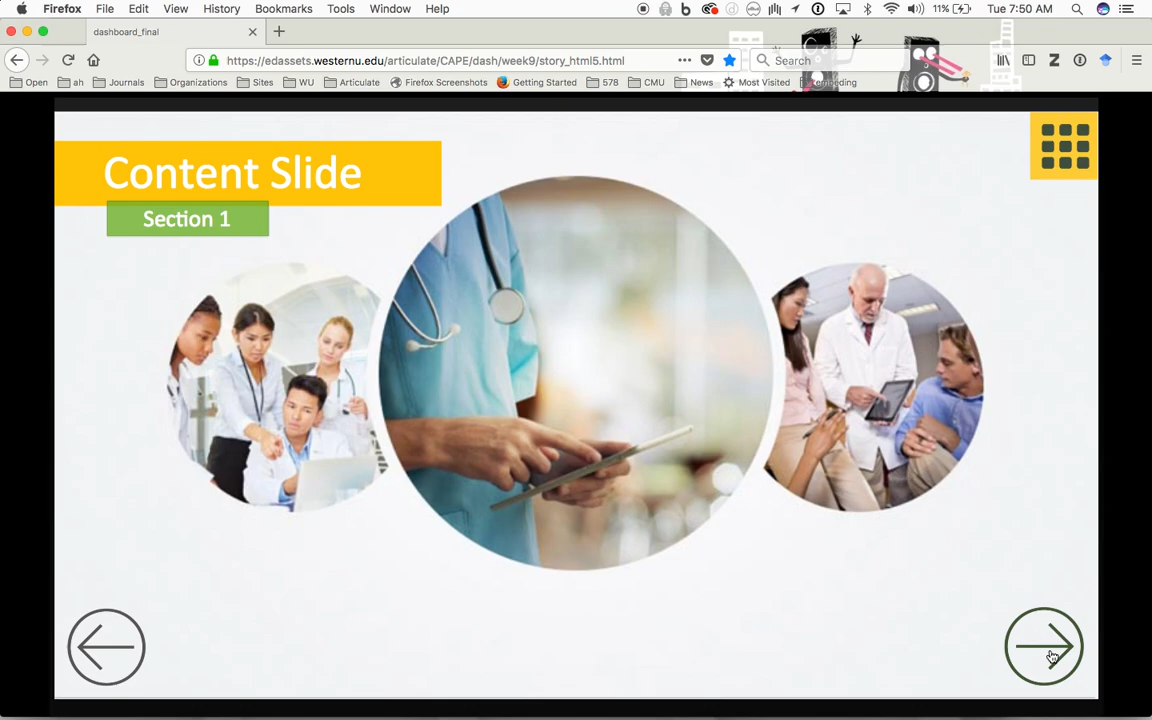 Firefox File Edit View History Bookmarks Tools Window Help 11% Tue 7:50 AM
dashboard_final
https://edassets.westernu.edu/articulate/CAPE/dash/week9/story_html5.html Search
Open ah Journals Organizations Sites WU Articulate Firefox Screenshots Getting Started 578 CMU News Most Visited
Content Slide
Section 1